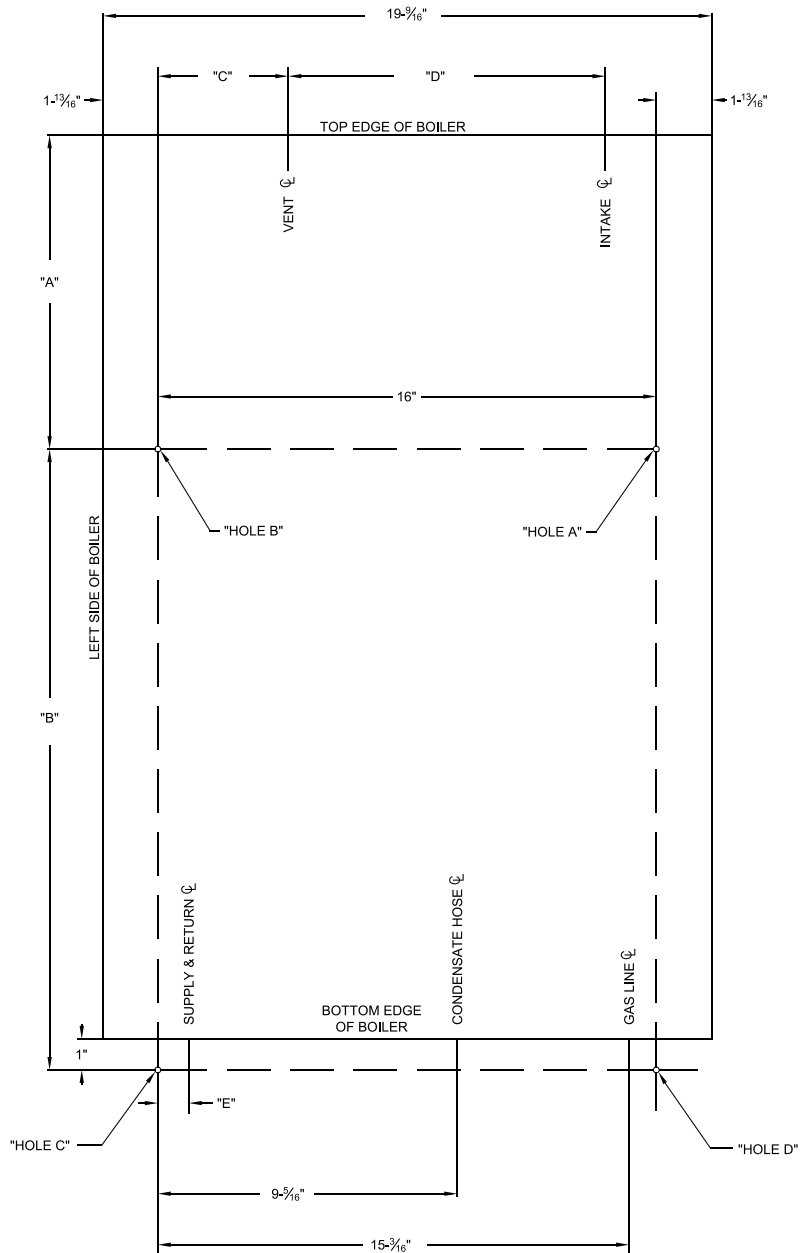 19-9⁄16"
"C"
"D"
1-13⁄16"
1-13⁄16"
TOP EDGE OF BOILER
VENT ℄
INTAKE ℄
"A"
16"
"HOLE B"
"HOLE A"
LEFT SIDE OF BOILER
"B"
SUPPLY & RETURN ℄
CONDENSATE HOSE ℄
GAS LINE ℄
BOTTOM EDGE
OF BOILER
1"
"E"
"HOLE C"
"HOLE D"
9-5⁄16"
15-3⁄16"